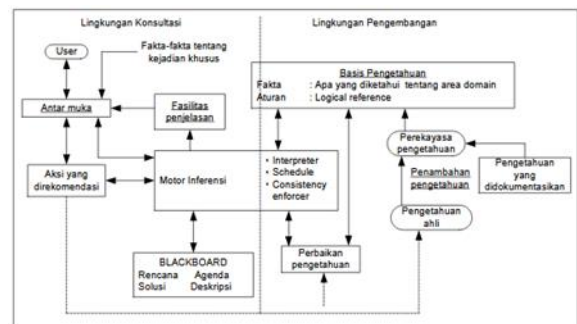 Lingkungan Konsultasi
Lingkungan Pengembangan
User
Fakta-fakta tentang
kejadian khusus
Basis Pengetahuan
Fakta : Apa yang diketahui tentang area domain
Aturan : Logical reference
Antar muka
Fasilitas
penjelasan
Perekayasa
pengetahuan
Pengetahuan
yang
didokumentasikan
Aksi yang
direkomendasi
Motor Inferensi
• Interpreter
• Schedule
• Consistency
enforcer
Penambahan
pengetahuan
Pengetahuan
ahli
BLACKBOARD
Rencana Agenda
Solusi Deskripsi
Perbaikan
pengetahuan